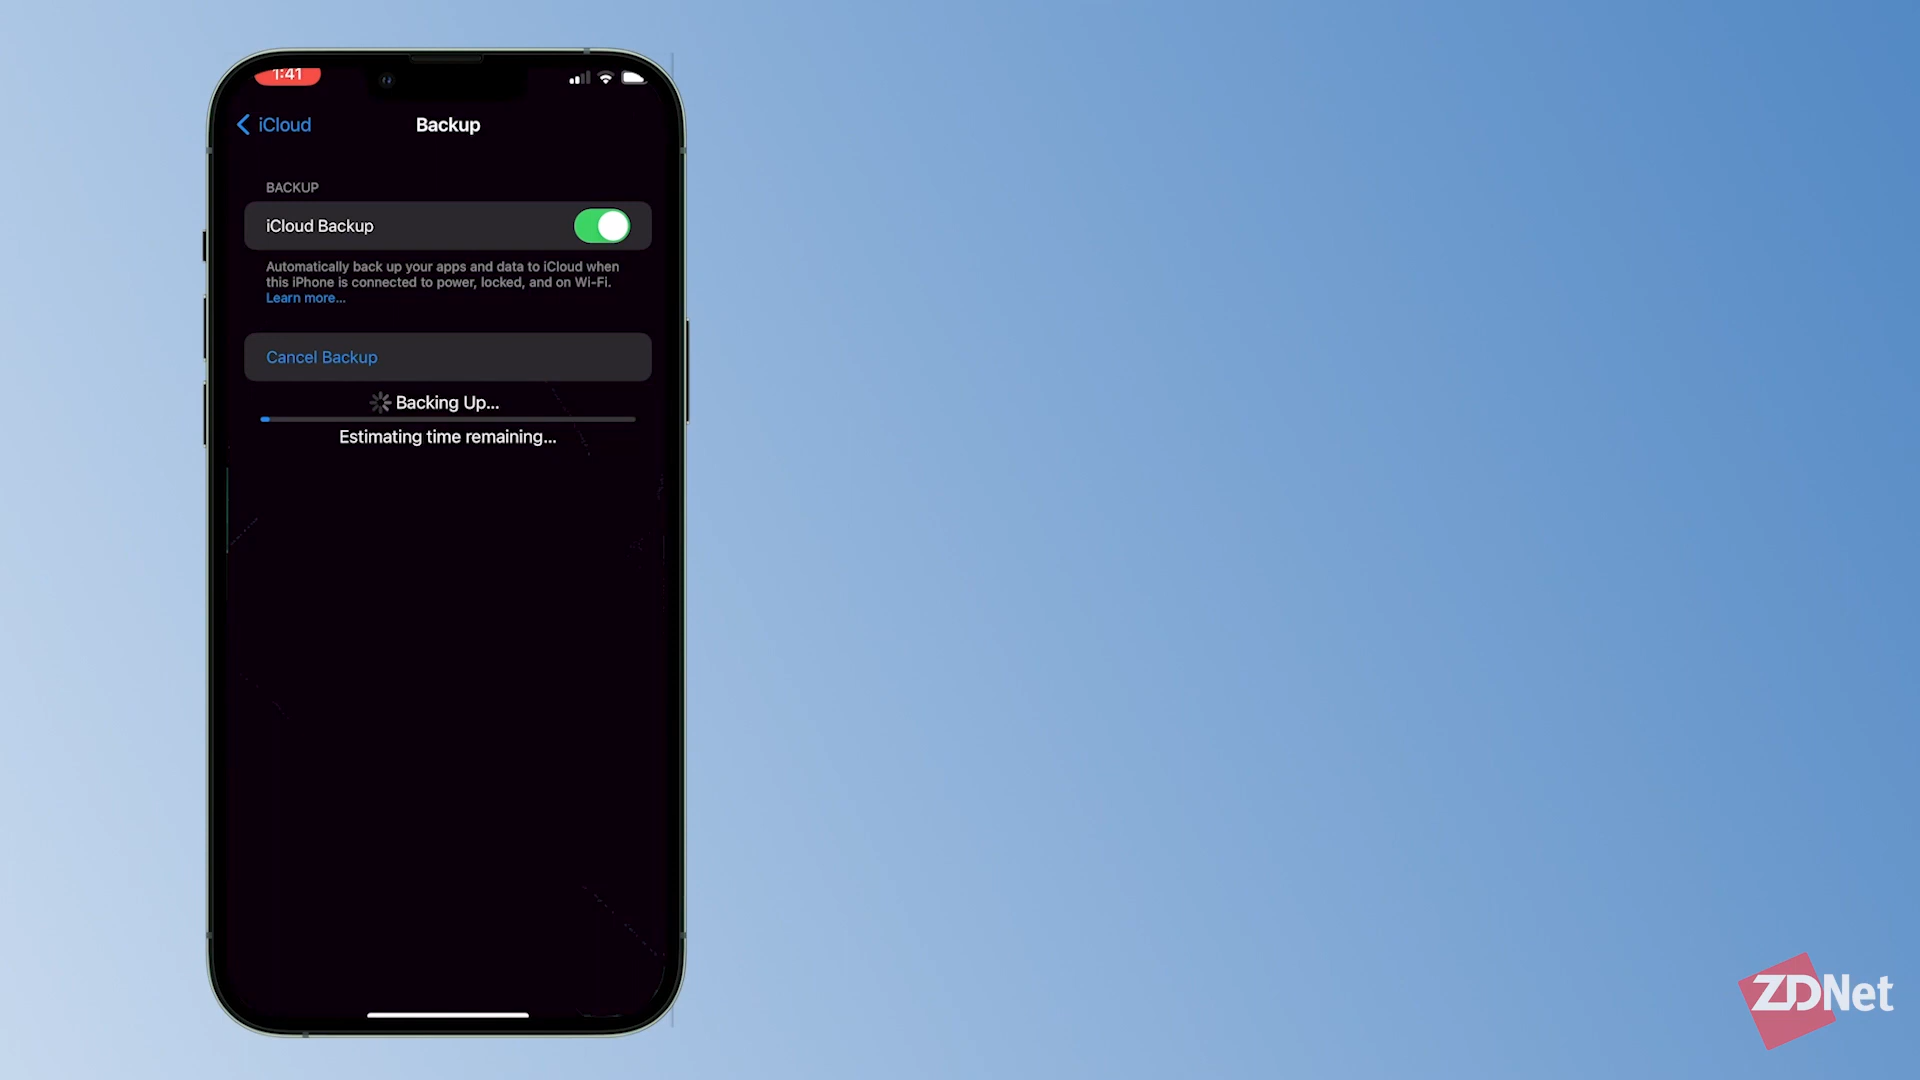 1:41
iCloud
Backup
BACKUP
iCloud Backup
Automatically back up your apps and data to iCloud when
this iPhone is connected to power, locked, and on Wi-Fi.
Learn more...
Cancel Backup
Backing Up...
Estimating time remaining...
ZDNet